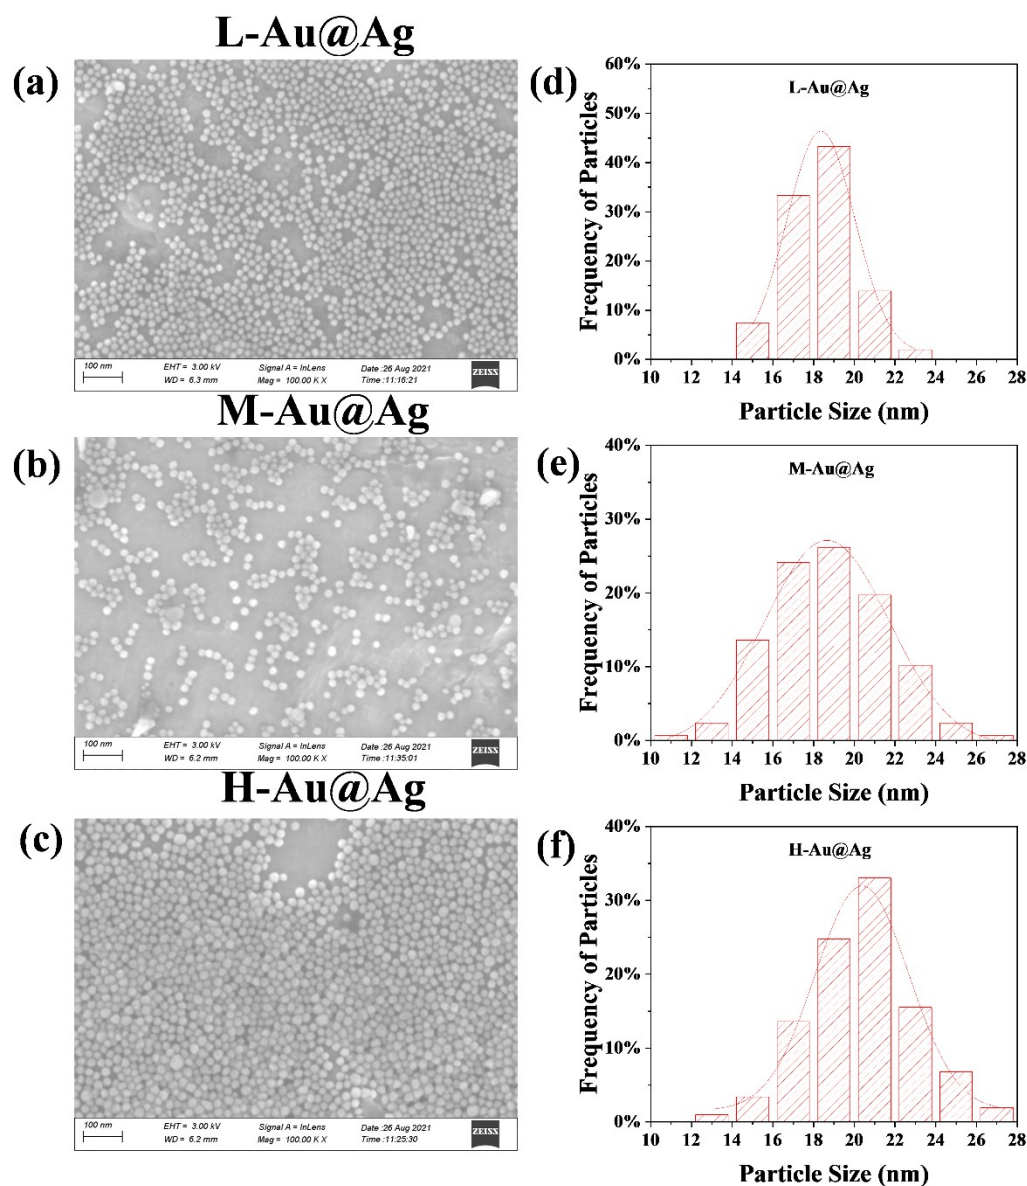 L-Au@Ag
(a)
100 nm
EHT = 3.00 kV
WD = 6.3 mm
Signal A = InLens
Mag = 100.00 K X
Date :26 Aug 2021
Time :11:16:21
ZEISS
(d)
L-Au@Ag
Frequency of Particles
60%
50%
40%
30%
20%
10%
0%
10 12 14 16 18 20 22 24 26 28
Particle Size (nm)
M-Au@Ag
(b)
100 nm
EHT = 3.00 kV
WD = 6.2 mm
Signal A = InLens
Mag = 100.00 K X
Date :26 Aug 2021
Time :11:35:01
ZEISS
(e)
M-Au@Ag
Frequency of Particles
40%
30%
20%
10%
0%
10 12 14 16 18 20 22 24 26 28
Particle Size (nm)
H-Au@Ag
(c)
100 nm
EHT = 3.00 kV
WD = 6.2 mm
Signal A = InLens
Mag = 100.00 K X
Date :26 Aug 2021
Time :11:25:30
ZEISS
(f)
H-Au@Ag
Frequency of Particles
40%
30%
20%
10%
0%
10 12 14 16 18 20 22 24 26 28
Particle Size (nm)